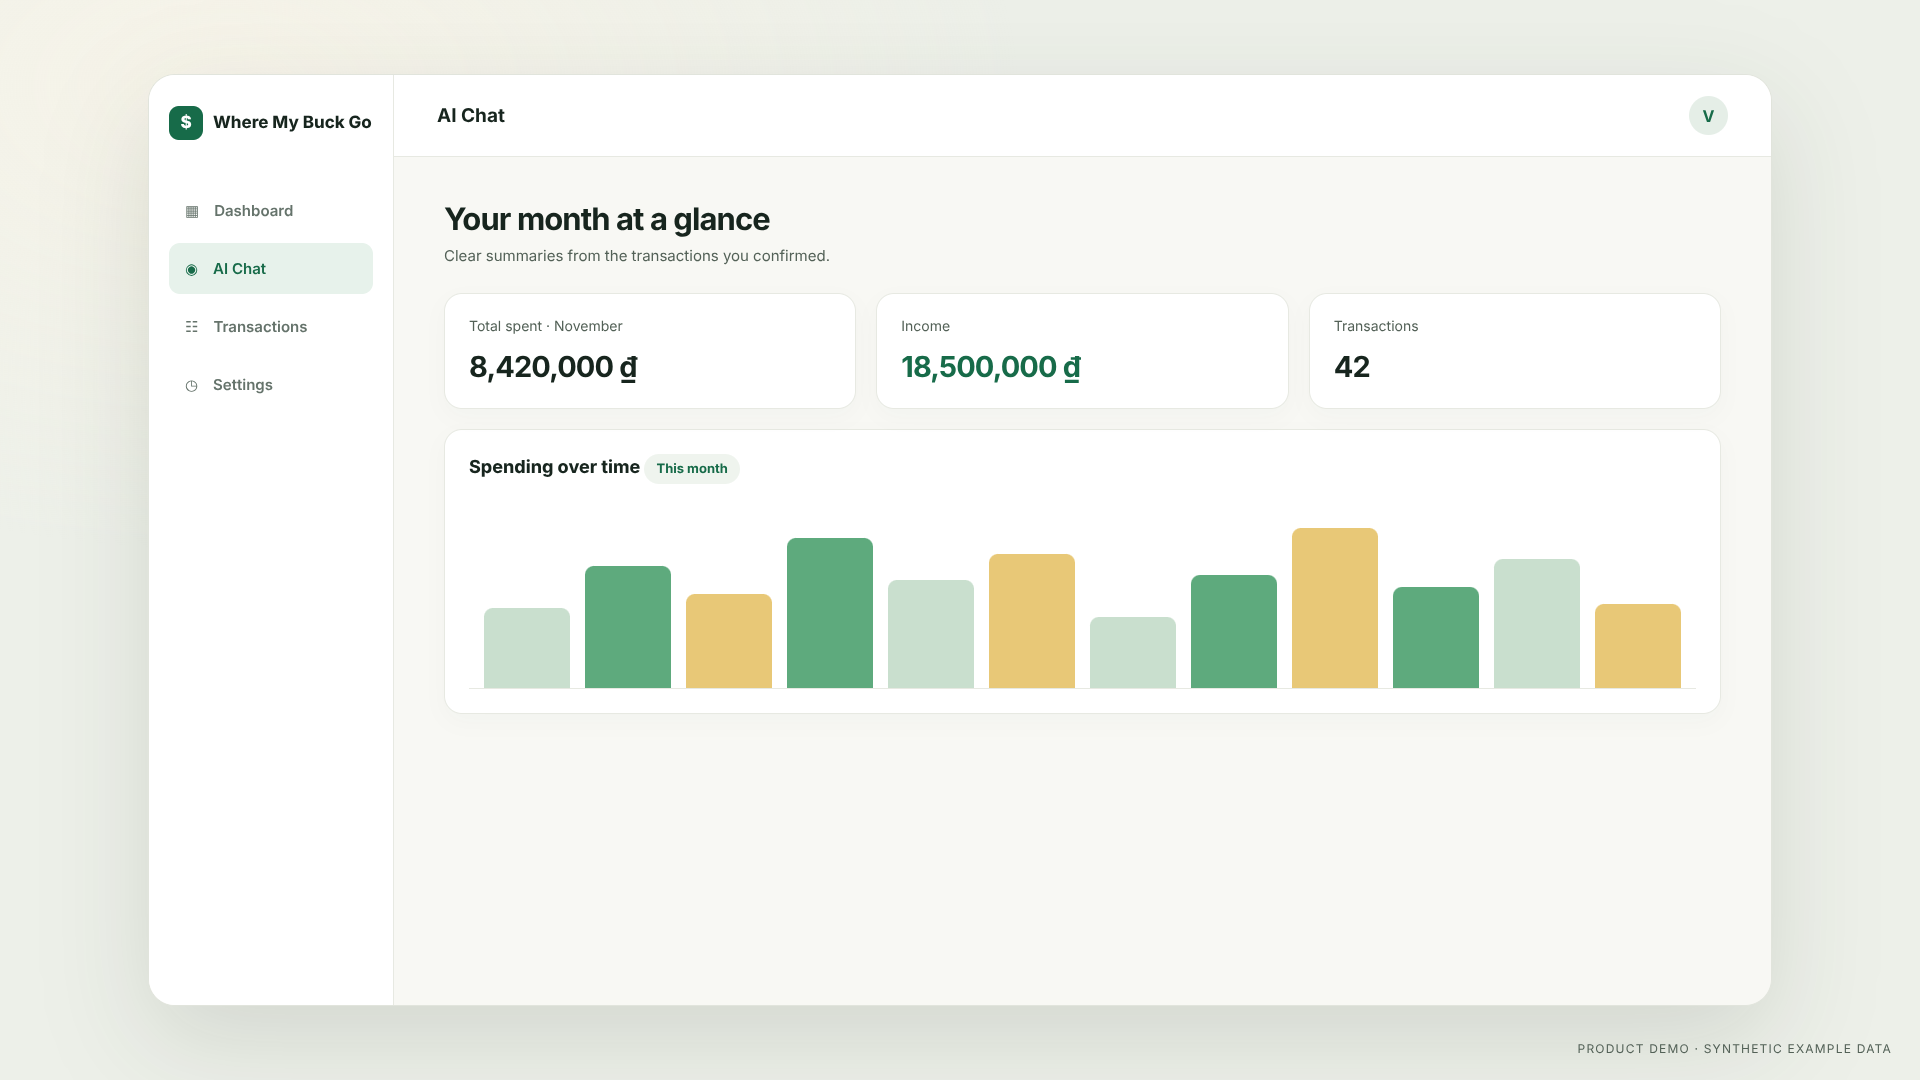 $ Where My Buck Go
Dashboard
AI Chat
Transactions
Settings
AI Chat
V
Your month at a glance
Clear summaries from the transactions you confirmed.
Total spent · November
8,420,000 ₫
Income
18,500,000 ₫
Transactions
42
Spending over time This month
PRODUCT DEMO · SYNTHETIC EXAMPLE DATA